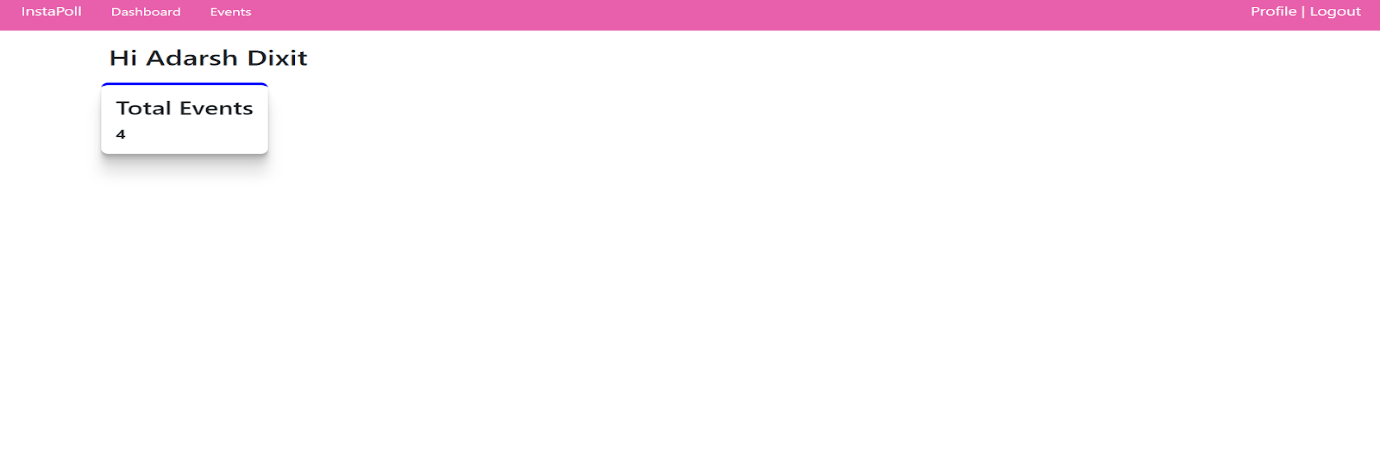 InstaPoll Dashboard Events Profile | Logout
Hi Adarsh Dixit
Total Events
4